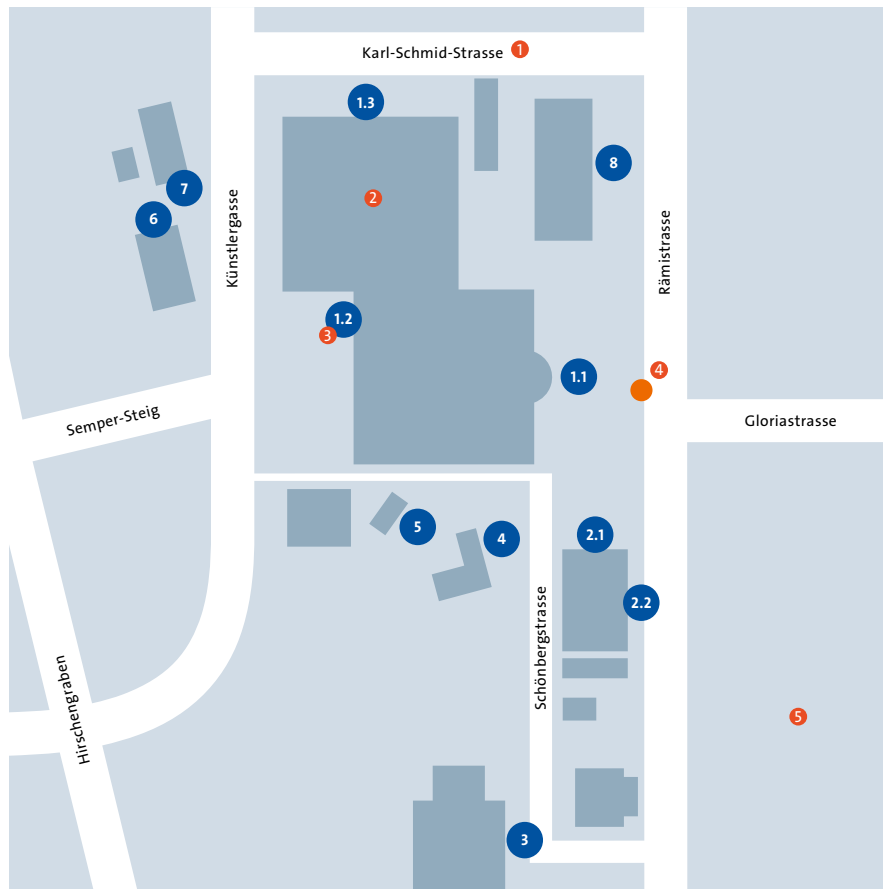 Karl-Schmid-Strasse
1
1.3
8
7
2
6
Künstlergasse
Rämistrasse
1.2
3
1.1
4
Semper-Steig
Gloriastrasse
5
4
2.1
2.2
Schönbergstrasse
Hirschengraben
5
3